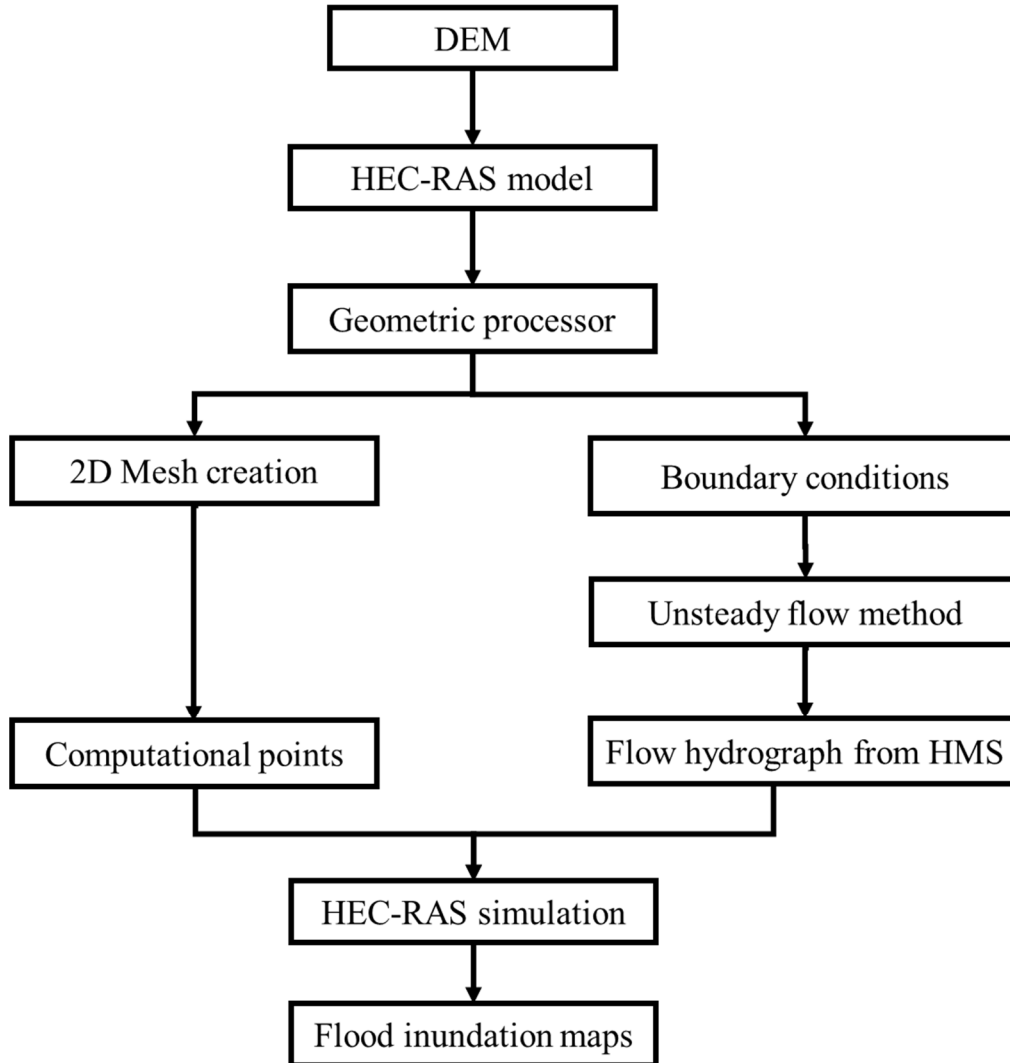 DEM
HEC-RAS model
Geometric processor
2D Mesh creation
Boundary conditions
Unsteady flow method
Computational points
Flow hydrograph from HMS
HEC-RAS simulation
Flood inundation maps